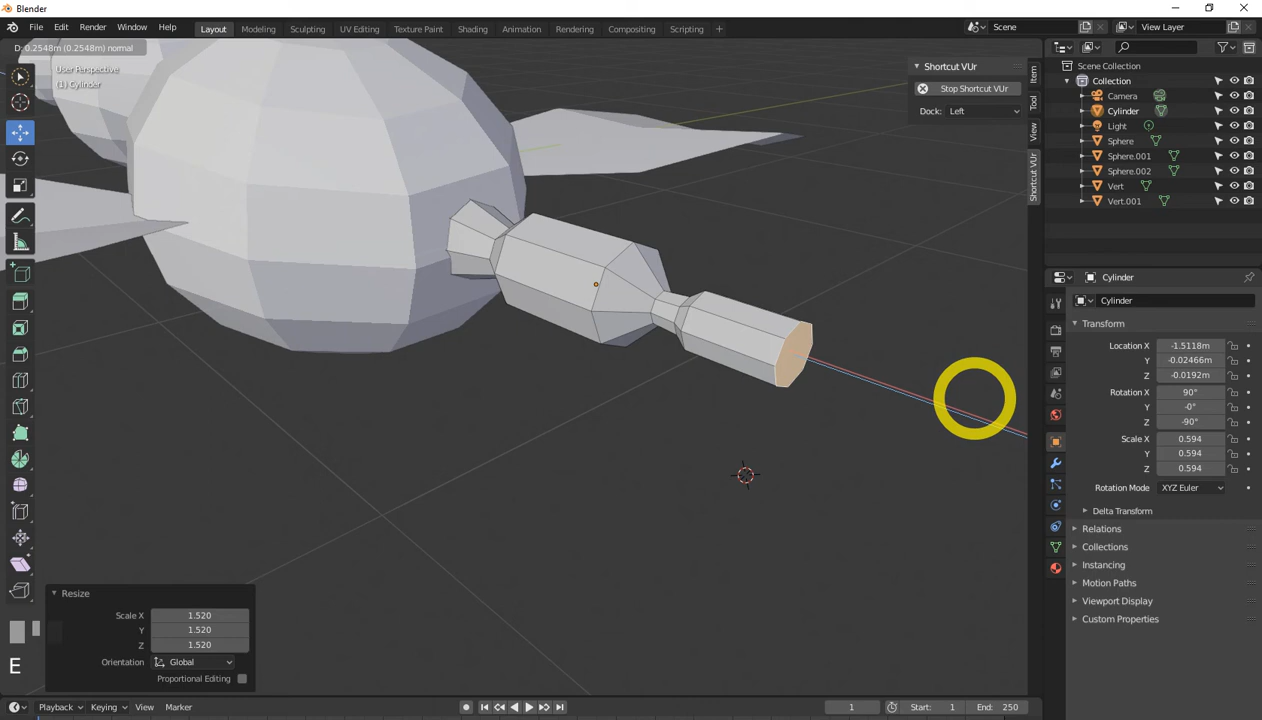 Blender
File Edit Render Window Help Layout Modeling Sculpting UV Editing Texture Paint Shading Animation Rendering Compositing Scripting + Scene View Layer
D: 0.2548m (0.2548m) normal
User Perspective
(1) Cylinder
Shortcut VUr
Stop Shortcut VUr
Dock: Left
Item
Tool
View
Shortcut VUr
Scene Collection
Collection
Camera
Cylinder
Light
Sphere
Sphere.001
Sphere.002
Vert
Vert.001
Cylinder
Cylinder
Transform
Location X -1.5118m
Y -0.02466m
Z -0.0192m
Rotation X 90°
Y -0°
Z -90°
Scale X 0.594
Y 0.594
Z 0.594
Rotation Mode XYZ Euler
Delta Transform
Relations
Collections
Instancing
Motion Paths
Viewport Display
Custom Properties
Resize
Scale X 1.520
Y 1.520
Z 1.520
Orientation Global
Proportional Editing
E
Playback Keying View Marker 1 Start: 1 End: 250